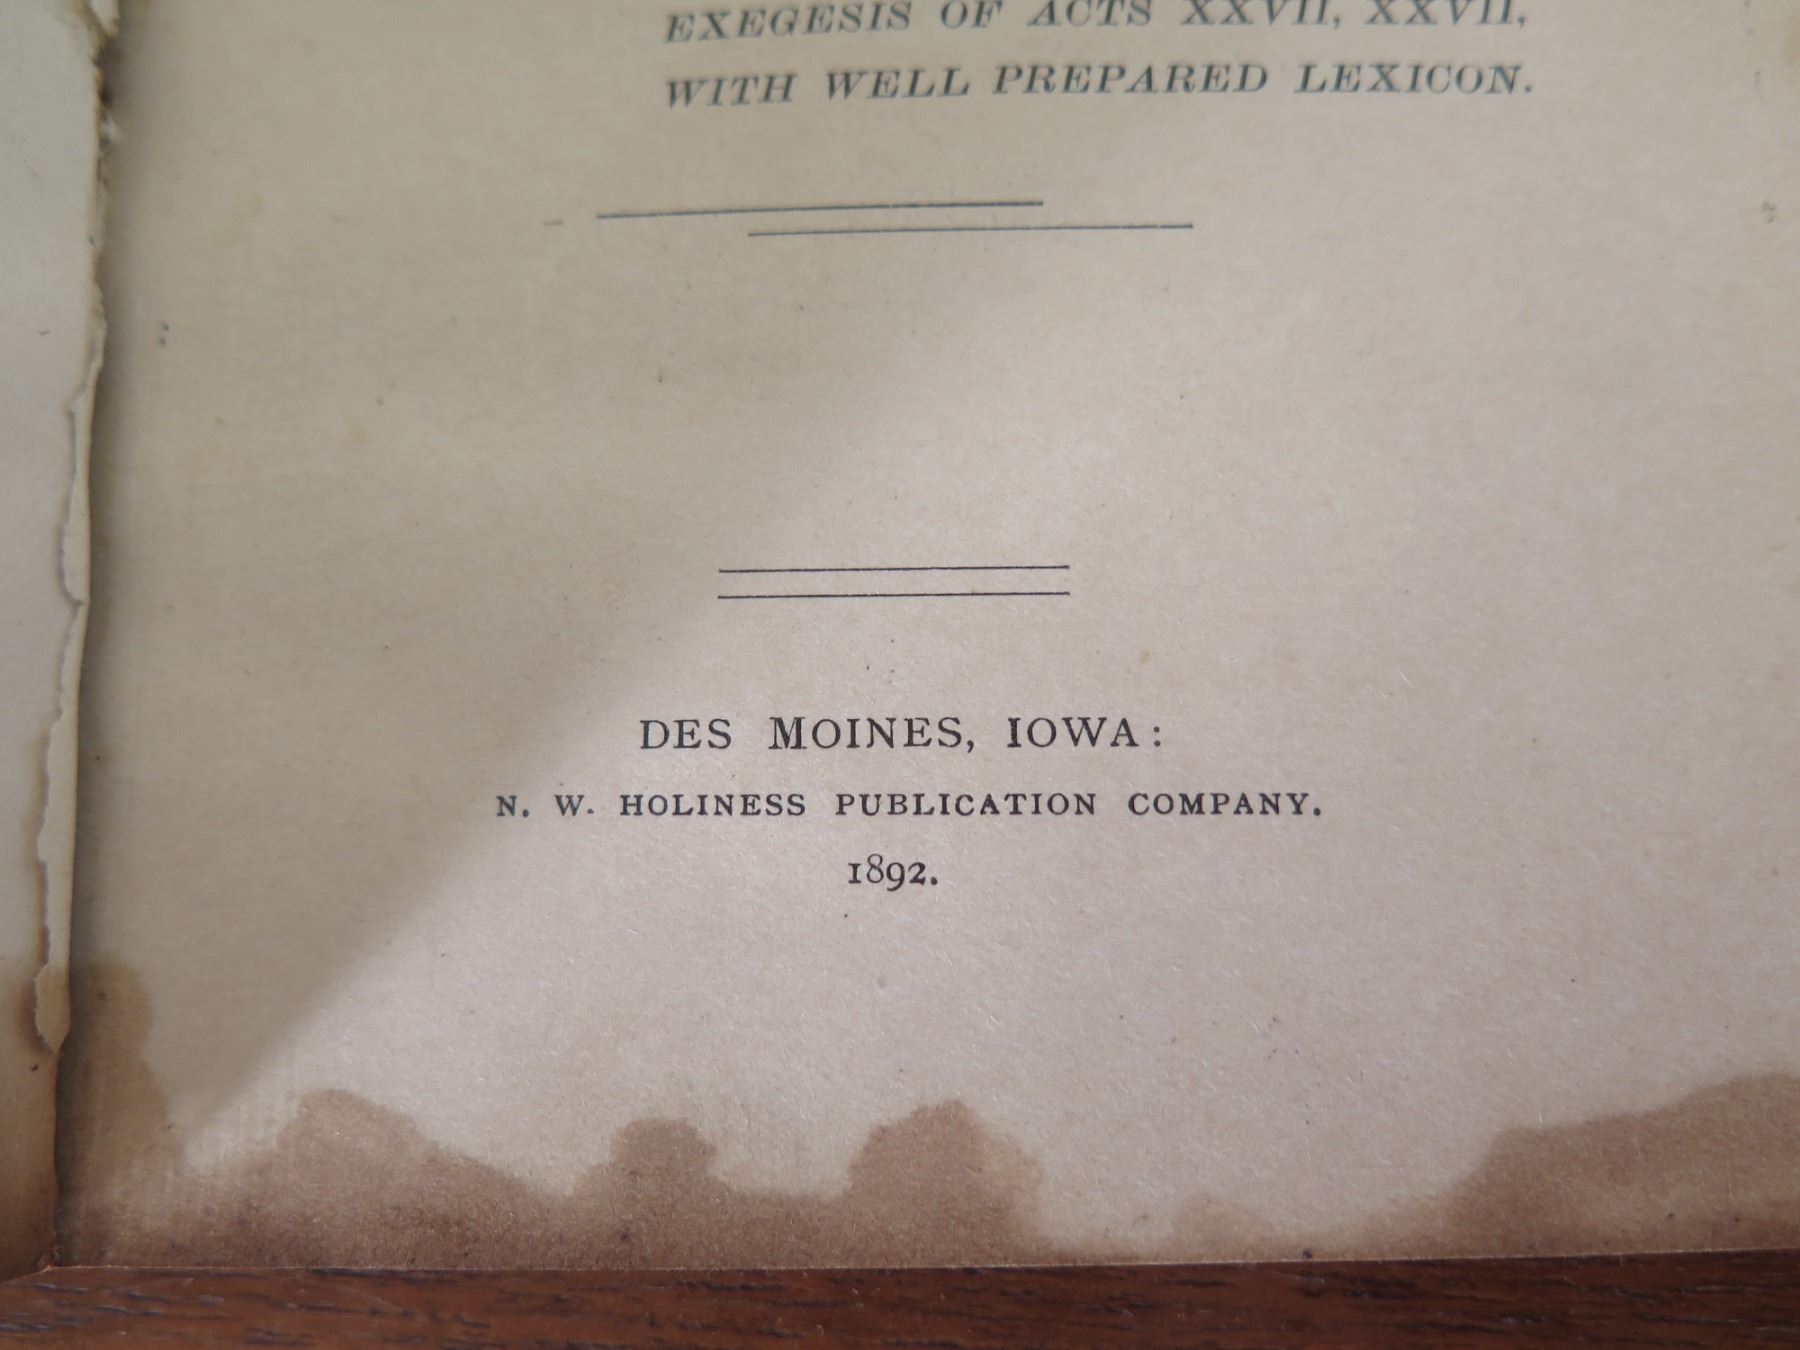 EXEGESIS OF ACTS XXVII, XXVII,
WITH WELL PREPARED LEXICON.
DES MOINES, IOWA:
N. W. HOLINESS PUBLICATION COMPANY.
1892.